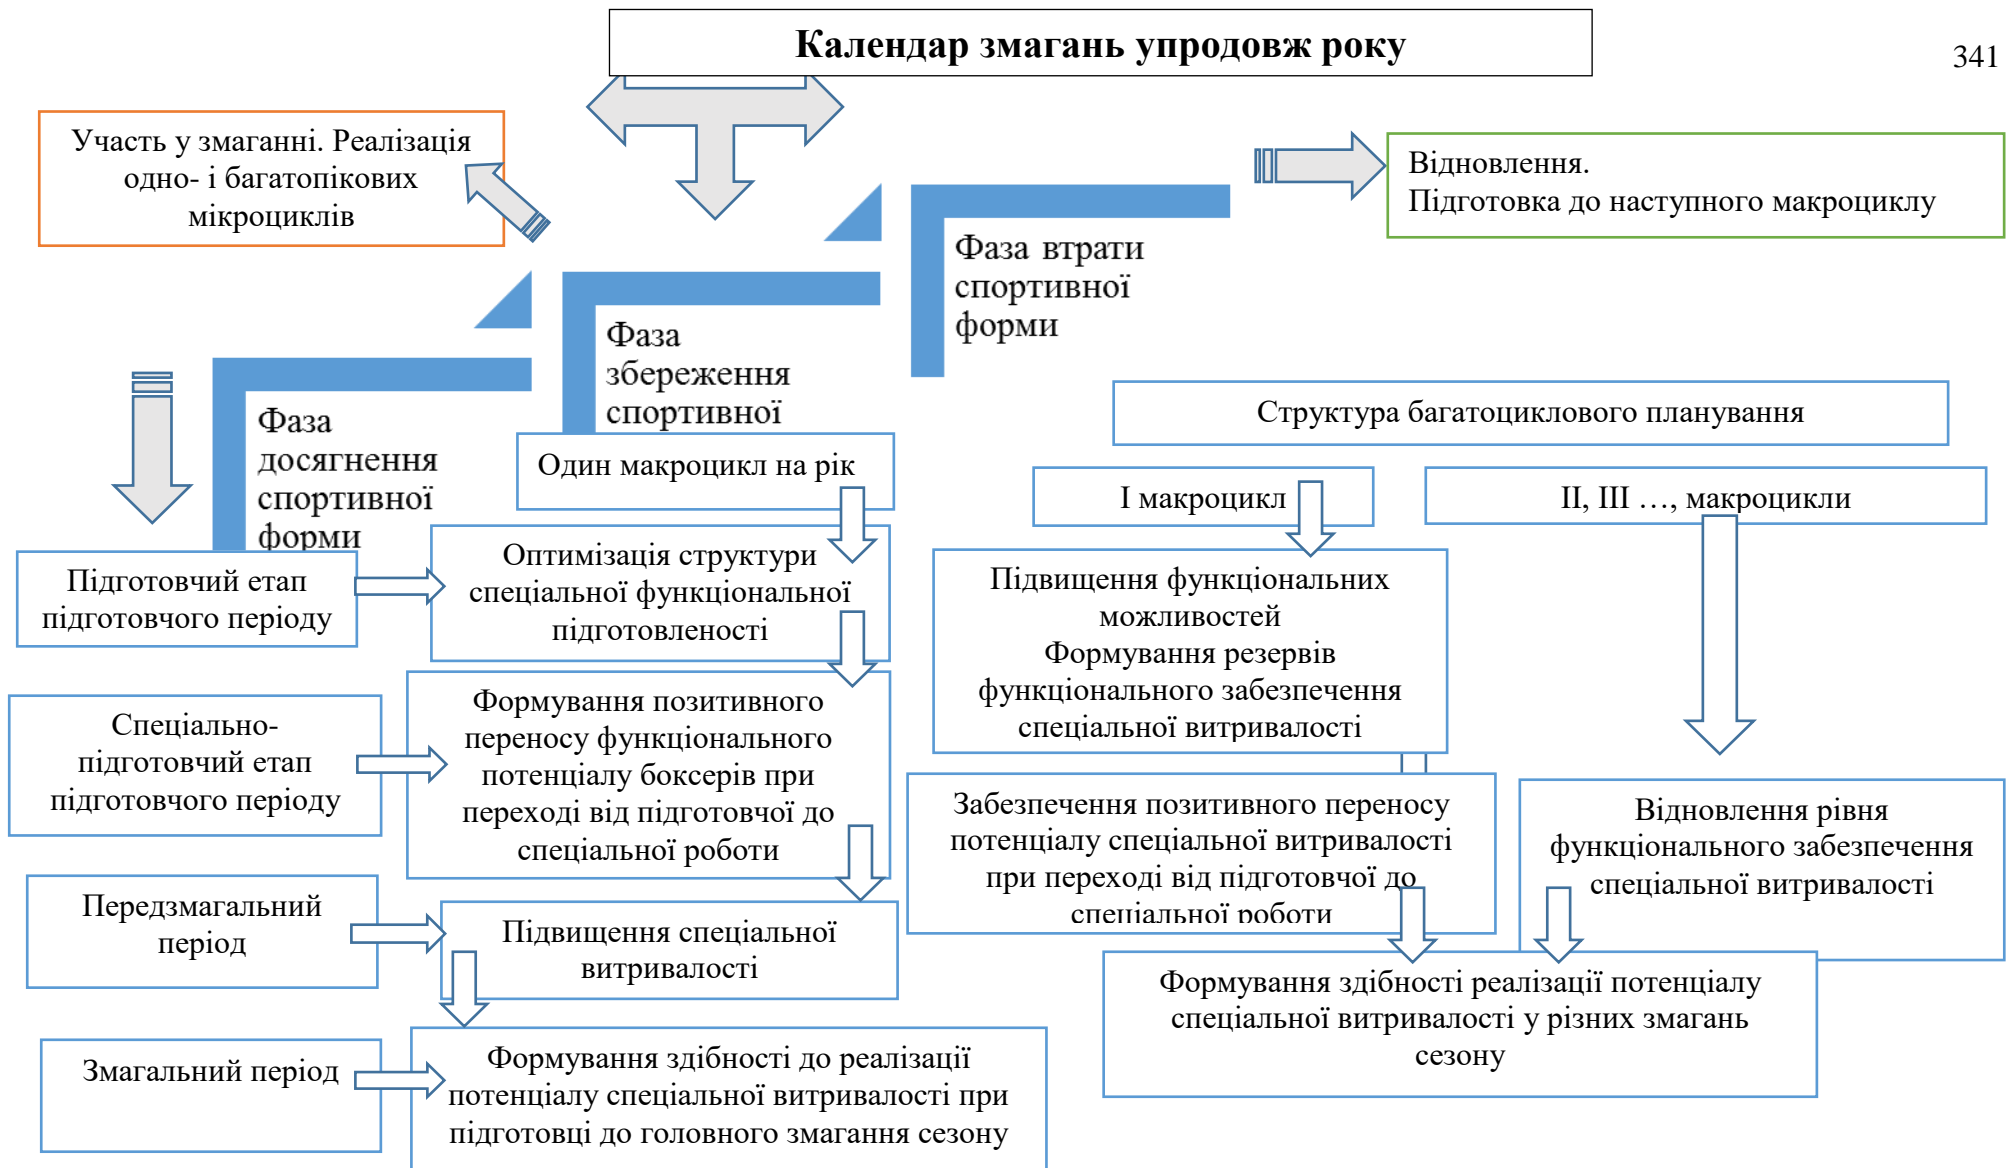 Календар змагань упродовж року
341
Участь у змаганні. Реалізація
одно- і багатопікових
мікроциклів
Відновлення.
Підготовка до наступного макроциклу
Фаза втрати
спортивної
форми
Фаза
збереження
спортивної
Фаза
досягнення
спортивної
форми
Один макроцикл на рік
Структура багатоциклового планування
І макроцикл
ІІ, ІІІ …, макроцикли
Підготовчий етап
підготовчого періоду
Оптимізація структури
спеціальної функціональної
підготовленості
Підвищення функціональних
можливостей
Формування резервів
функціонального забезпечення
спеціальної витривалості
Спеціально-
підготовчий етап
підготовчого періоду
Формування позитивного
переносу функціонального
потенціалу боксерів при
переході від підготовчої до
спеціальної роботи
Забезпечення позитивного переносу
потенціалу спеціальної витривалості
при переході від підготовчої до
спеціальної роботи
Відновлення рівня
функціонального забезпечення
спеціальної витривалості
Передзмагальний
період
Підвищення спеціальної
витривалості
Формування здібності реалізації потенціалу
спеціальної витривалості у різних змагань
сезону
Змагальний період
Формування здібності до реалізації
потенціалу спеціальної витривалості при
підготовці до головного змагання сезону